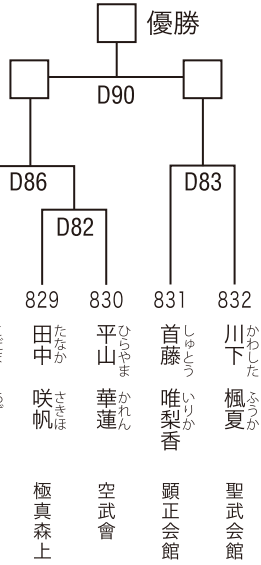 優勝
D90
D86
D83
D82
829
830
831
832
田中 咲帆
たなか さきほ
極真森上
平山 華蓮
ひらやま かれん
空武會
首藤 唯梨香
しゅとう いりか
顕正会館
川下 楓夏
かわした ふうか
聖武会館